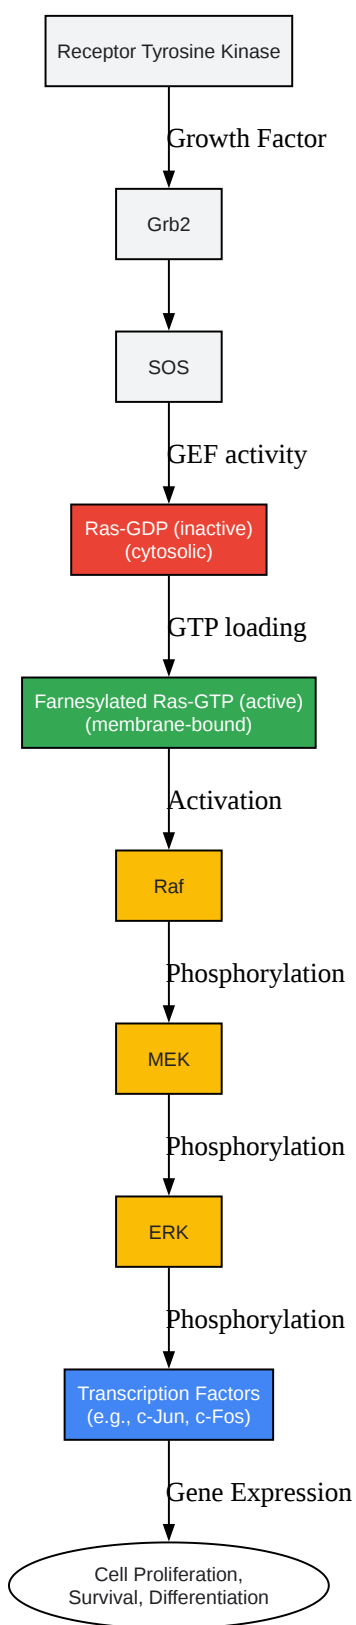 Receptor Tyrosine Kinase
Growth Factor
Grb2
SOS
GEF activity
Ras-GDP (inactive)
(cytosolic)
GTP loading
Farnesylated Ras-GTP (active)
(membrane-bound)
Activation
Raf
Phosphorylation
MEK
Phosphorylation
ERK
Phosphorylation
Transcription Factors
(e.g., c-Jun, c-Fos)
Gene Expression
Cell Proliferation,
Survival, Differentiation